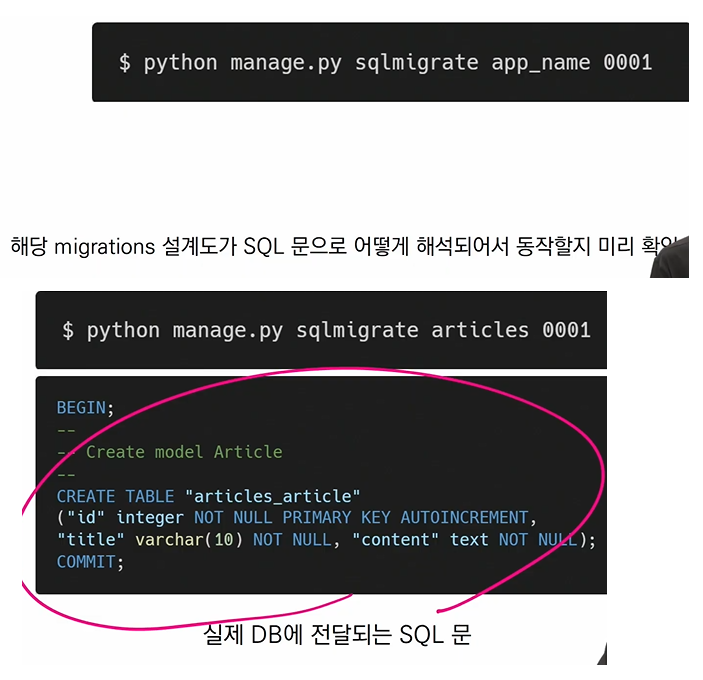 $ python manage.py sqlmigrate app_name 0001
해당 migrations 설계도가 SQL 문으로 어떻게 해석되어서 동작할지 미리 확인
$ python manage.py sqlmigrate articles 0001
BEGIN;
--
-- Create model Article
--
CREATE TABLE "articles_article"
("id" integer NOT NULL PRIMARY KEY AUTOINCREMENT,
"title" varchar(10) NOT NULL, "content" text NOT NULL);
COMMIT;
실제 DB에 전달되는 SQL 문